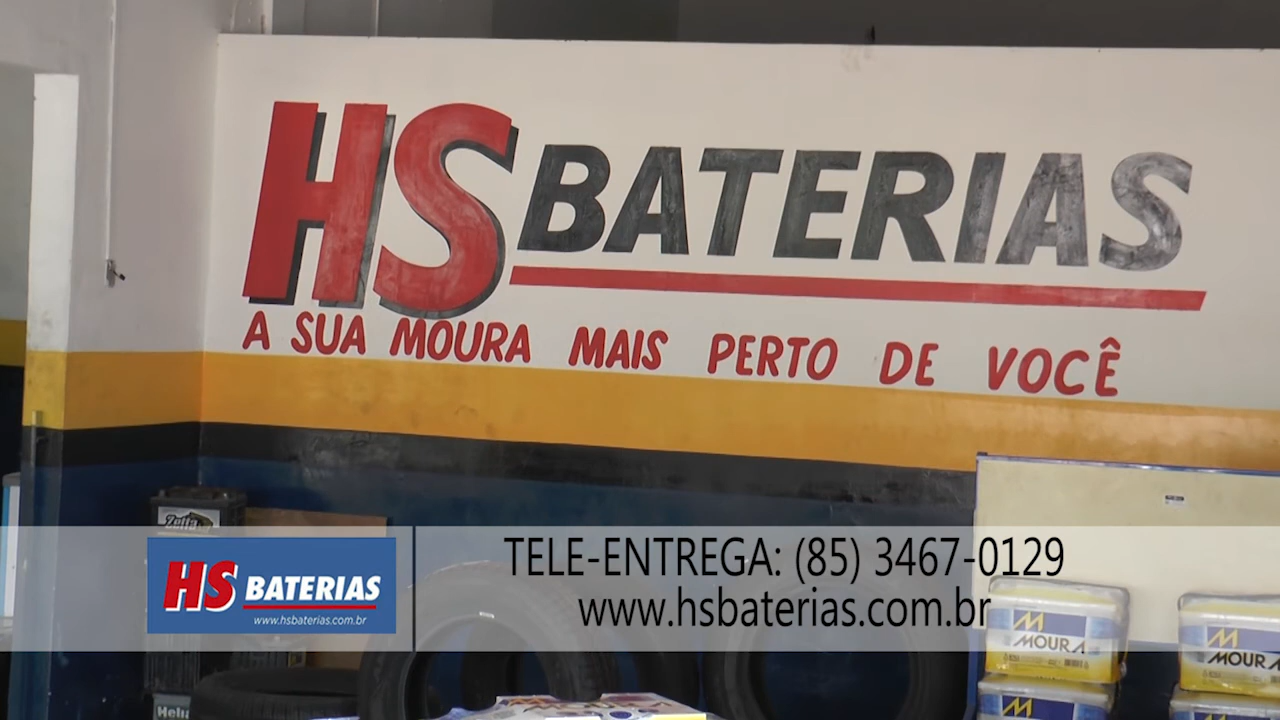 HS BATERIAS
A SUA MOURA MAIS PERTO DE VOCÊ
Zetta
HS BATERIAS
www.hsbaterias.com.br
TELE-ENTREGA: (85) 3467-0129
www.hsbaterias.com.br
M MOURA
M MOURA